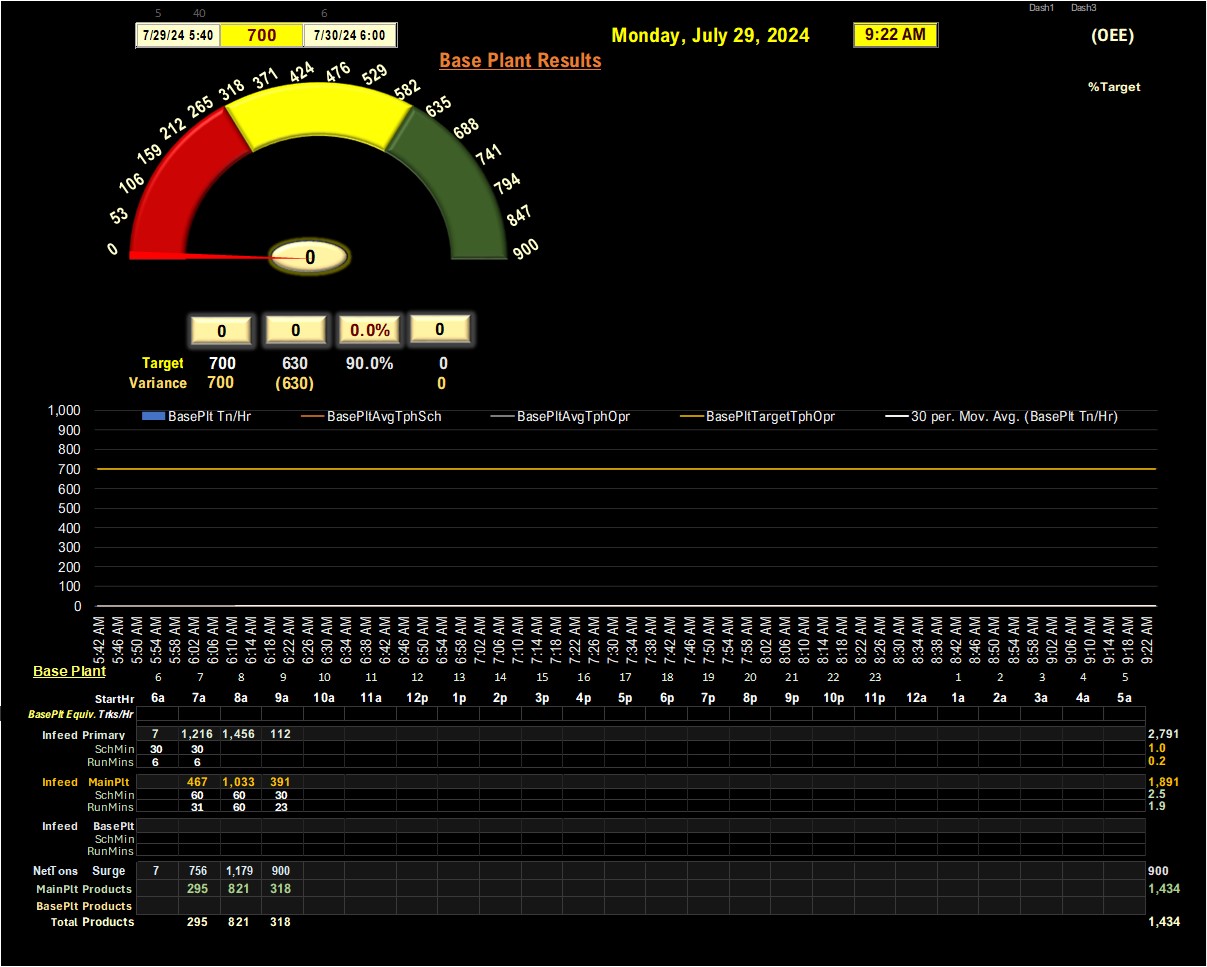 Dash1 Dash3
5 40 6
7/29/24 5:40 700 7/30/24 6:00 Monday, July 29, 2024 9:22 AM (OEE)
Base Plant Results
%Target
0 53 106 159 212 265 318 371 424 476 529 582 635 688 741 794 847 900
0
0 0 0.0% 0
Target 700 630 90.0% 0
Variance 700 (630) 0
BasePlt Tn/Hr BasePltAvgTphSch BasePltAvgTphOpr BasePltTargetTphOpr 30 per. Mov. Avg. (BasePlt Tn/Hr)
1,000
900
800
700
600
500
400
300
200
100
0
5:42 AM 5:46 AM 5:50 AM 5:54 AM 5:58 AM 6:02 AM 6:06 AM 6:10 AM 6:14 AM 6:18 AM 6:22 AM 6:26 AM 6:30 AM 6:34 AM 6:38 AM 6:42 AM 6:46 AM 6:50 AM 6:54 AM 6:58 AM 7:02 AM 7:06 AM 7:10 AM 7:14 AM 7:18 AM 7:22 AM 7:26 AM 7:30 AM 7:34 AM 7:38 AM 7:42 AM 7:46 AM 7:50 AM 7:54 AM 7:58 AM 8:02 AM 8:06 AM 8:10 AM 8:14 AM 8:18 AM 8:22 AM 8:26 AM 8:30 AM 8:34 AM 8:38 AM 8:42 AM 8:46 AM 8:50 AM 8:54 AM 8:58 AM 9:02 AM 9:06 AM 9:10 AM 9:14 AM 9:18 AM 9:22 AM
Base Plant
6 7 8 9 10 11 12 13 14 15 16 17 18 19 20 21 22 23 1 2 3 4 5
StartHr 6a 7a 8a 9a 10a 11a 12p 1p 2p 3p 4p 5p 6p 7p 8p 9p 10p 11p 12a 1a 2a 3a 4a 5a
BasePlt Equiv. Trks/Hr
Infeed Primary 7 1,216 1,456 112 2,791
SchMin 30 30 1.0
RunMins 6 6 0.2
Infeed MainPlt 467 1,033 391 1,891
SchMin 60 60 30 2.5
RunMins 31 60 23 1.9
Infeed BasePlt
SchMin
RunMins
NetTons Surge 7 756 1,179 900 900
MainPlt Products 295 821 318 1,434
BasePlt Products
Total Products 295 821 318 1,434